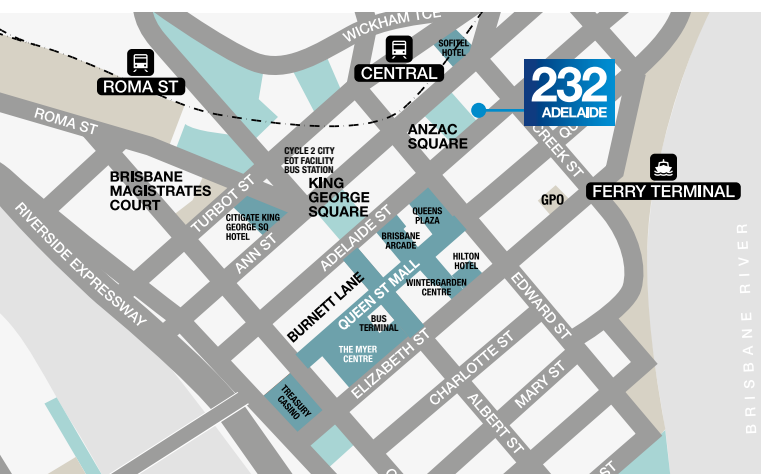 WICKHAM TCE
SOFITEL
HOTEL
CENTRAL
ROMA ST
232
ADELAIDE
ROMA ST
ANZAC
SQUARE
CREEK ST
QU
CYCLE 2 CITY
EOT FACILITY
BUS STATION
KING
GEORGE
SQUARE
BRISBANE
MAGISTRATES
COURT
TURBOT ST
FERRY TERMINAL
GPO
RIVERSIDE EXPRESSWAY
CITIGATE KING
GEORGE SQ
HOTEL
ANN ST
ADELAIDE ST
QUEENS
PLAZA
BRISBANE
ARCADE
HILTON
HOTEL
WINTERGARDEN
CENTRE
BURNETT LANE
QUEEN ST MALL
BUS
TERMINAL
THE MYER
CENTRE
EDWARD ST
ELIZABETH ST
CHARLOTTE ST
MARY ST
ALBERT ST
TREASURY
CASINO
BRISBANE RIVER
ST